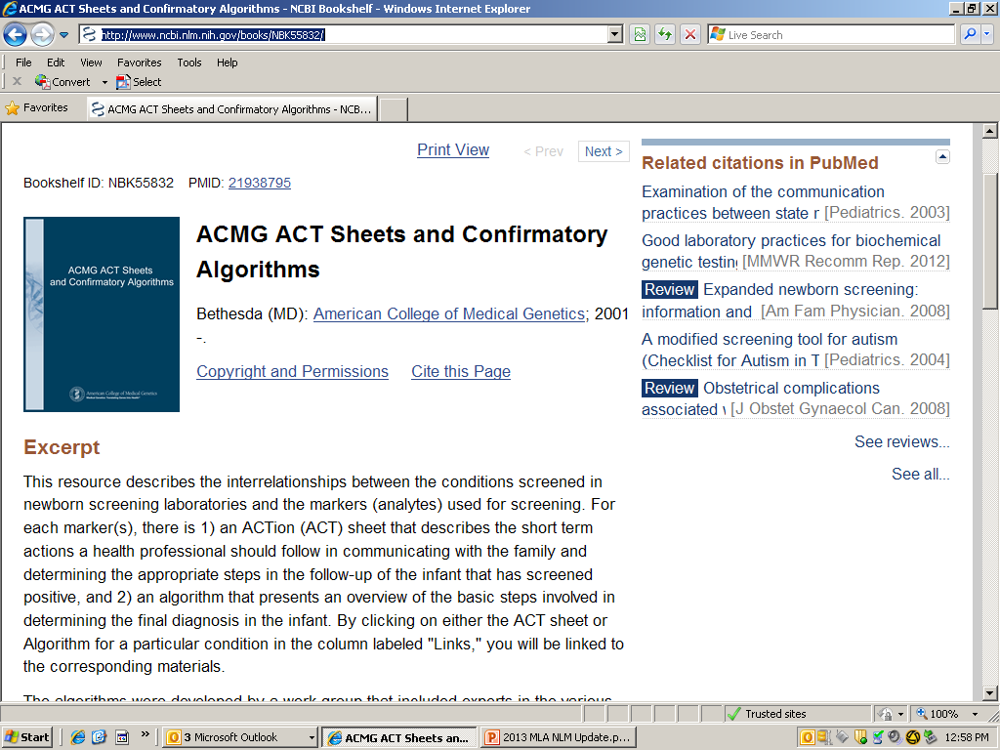 ACMG ACT Sheets and Confirmatory Algorithms - NCBI Bookshelf - Windows Internet Explorer
http://www.ncbi.nlm.nih.gov/books/NBK55832/
Live Search
File Edit View Favorites Tools Help
Convert Select
Favorites
ACMG ACT Sheets and Confirmatory Algorithms - NCB...
Print View < Prev Next >
Bookshelf ID: NBK55832 PMID: 21938795
ACMG ACT Sheets
and Confirmatory Algorithms
American College of Medical Genetics
ACMG ACT Sheets and Confirmatory
Algorithms
Bethesda (MD): American College of Medical Genetics; 2001
-.
Copyright and Permissions Cite this Page
Excerpt
This resource describes the interrelationships between the conditions screened in
newborn screening laboratories and the markers (analytes) used for screening. For
each marker(s), there is 1) an ACTion (ACT) sheet that describes the short term
actions a health professional should follow in communicating with the family and
determining the appropriate steps in the follow-up of the infant that has screened
positive, and 2) an algorithm that presents an overview of the basic steps involved in
determining the final diagnosis in the infant. By clicking on either the ACT sheet or
Algorithm for a particular condition in the column labeled "Links," you will be linked to
the corresponding materials.
The algorithms were developed by a work group that included experts in the various
Related citations in PubMed
Examination of the communication
practices between state [Pediatrics. 2003]
Good laboratory practices for biochemical
genetic testing [MMWR Recomm Rep. 2012]
Review Expanded newborn screening:
information and [Am Fam Physician. 2008]
A modified screening tool for autism
(Checklist for Autism in T [Pediatrics. 2004]
Review Obstetrical complications
associated [J Obstet Gynaecol Can. 2008]
See reviews...
See all...
Trusted sites 100%
Start » 3 Microsoft Outlook ACMG ACT Sheets an... 2013 MLA NLM Update.p... 12:58 PM